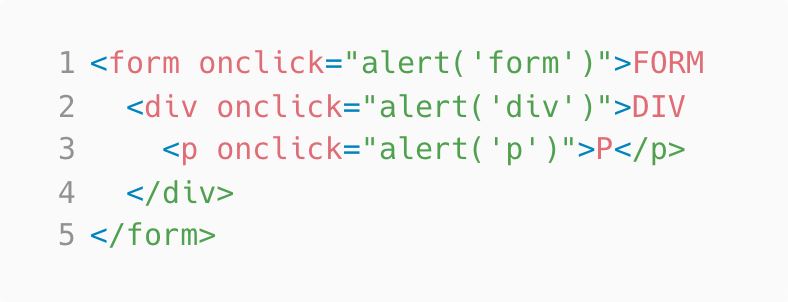 1 <form onclick="alert('form')">FORM
2   <div onclick="alert('div')">DIV
3     <p onclick="alert('p')">P</p>
4   </div>
5 </form>